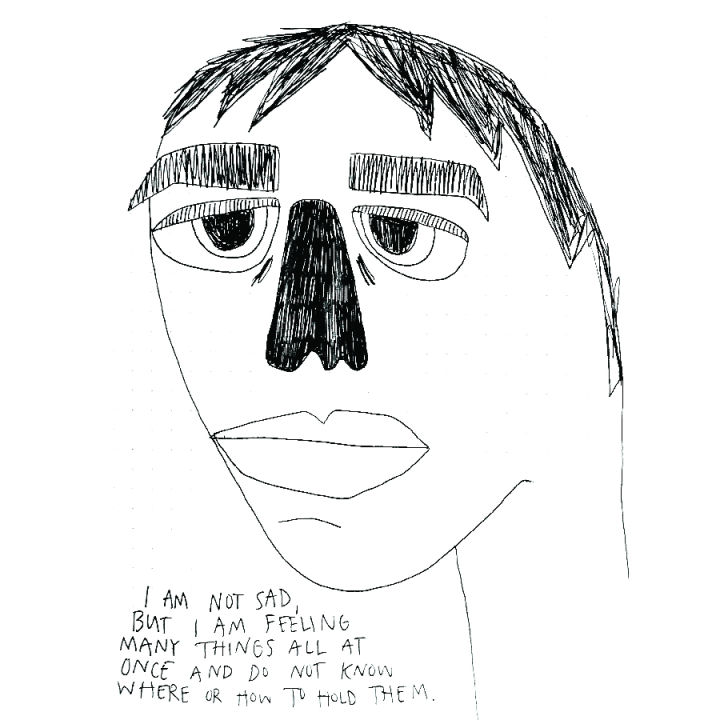 I AM NOT SAD,
BUT I AM FEELING
MANY THINGS ALL AT
ONCE AND DO NOT KNOW
WHERE OR HOW TO HOLD THEM.